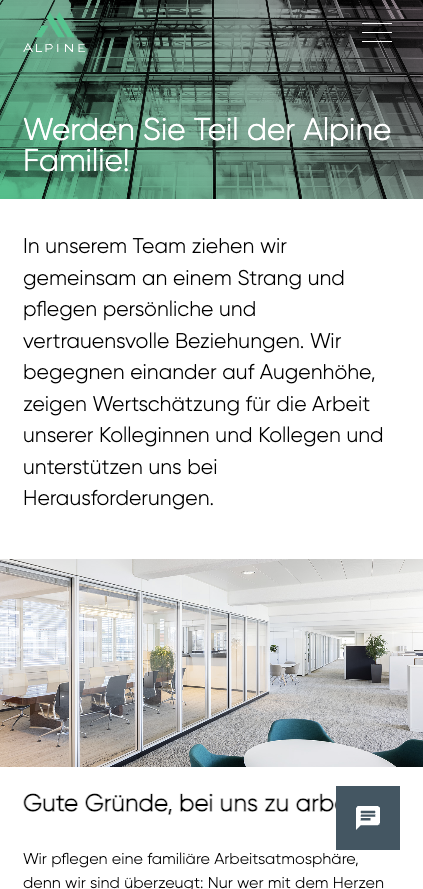 ALPINE
Werden Sie Teil der Alpine
Familie!
In unserem Team ziehen wir
gemeinsam an einem Strang und
pflegen persönliche und
vertrauensvolle Beziehungen. Wir
begegnen einander auf Augenhöhe,
zeigen Wertschätzung für die Arbeit
unserer Kolleginnen und Kollegen und
unterstützen uns bei
Herausforderungen.
Gute Gründe, bei uns zu
Wir pflegen eine familiäre Arbeitsatmosphäre,
denn wir sind überzeugt: Nur wer mit dem Herzen